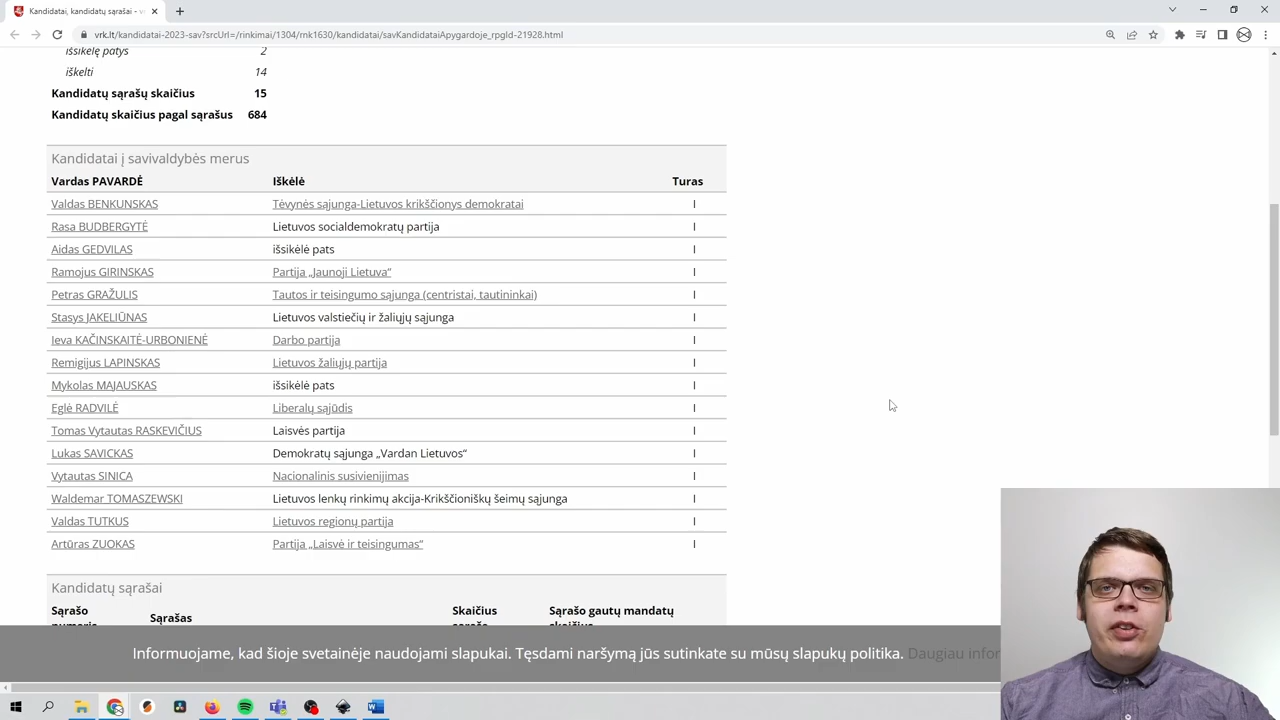 Kandidatai, kandidatų sąrašai - v
vrk.lt/kandidatai-2023-sav?srcUrl=/rinkimai/1304/rnk1630/kandidatai/savKandidataiApygardoje_rpgId-21928.html
išsikėlę patys 2
iškelti 14
Kandidatų sąrašų skaičius 15
Kandidatų skaičius pagal sąrašus 684
Kandidatai į savivaldybės merus
Vardas PAVARDĖ Iškėlė Turas
Valdas BENKUNSKAS Tėvynės sąjunga-Lietuvos krikščionys demokratai I
Rasa BUDBERGYTĖ Lietuvos socialdemokratų partija I
Aidas GEDVILAS išsikėlė pats I
Ramojus GIRINSKAS Partija „Jaunoji Lietuva“ I
Petras GRAŽULIS Tautos ir teisingumo sąjunga (centristai, tautininkai) I
Stasys JAKELIŪNAS Lietuvos valstiečių ir žaliųjų sąjunga I
Ieva KAČINSKAITĖ-URBONIENĖ Darbo partija I
Remigijus LAPINSKAS Lietuvos žaliųjų partija I
Mykolas MAJAUSKAS išsikėlė pats I
Eglė RADVILĖ Liberalų sąjūdis I
Tomas Vytautas RASKEVIČIUS Laisvės partija I
Lukas SAVICKAS Demokratų sąjunga „Vardan Lietuvos“ I
Vytautas SINICA Nacionalinis susivienijimas I
Waldemar TOMASZEWSKI Lietuvos lenkų rinkimų akcija-Krikščioniškų šeimų sąjunga I
Valdas TUTKUS Lietuvos regionų partija I
Artūras ZUOKAS Partija „Laisvė ir teisingumas“ I
Kandidatų sąrašai
Sąrašo Sąrašas Skaičius Sąrašo gautų mandatų
Informuojame, kad šioje svetainėje naudojami slapukai. Tęsdami naršymą jūs sutinkate su mūsų slapukų politika. Daugiau infor